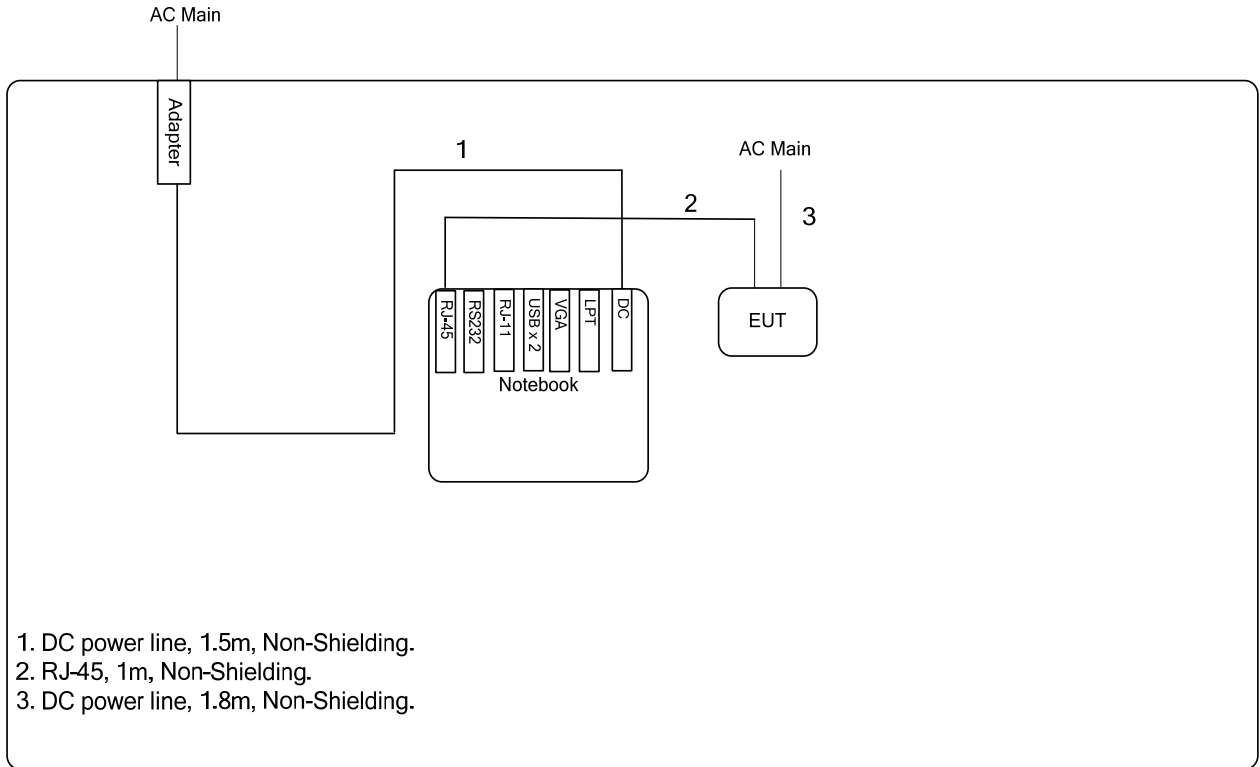 AC Main
Adapter
1
AC Main
2
3
RJ-45
RS232
RJ-11
USB x 2
VGA
LPT
DC
EUT
Notebook
1. DC power line, 1.5m, Non-Shielding.
2. RJ-45, 1m, Non-Shielding.
3. DC power line, 1.8m, Non-Shielding.